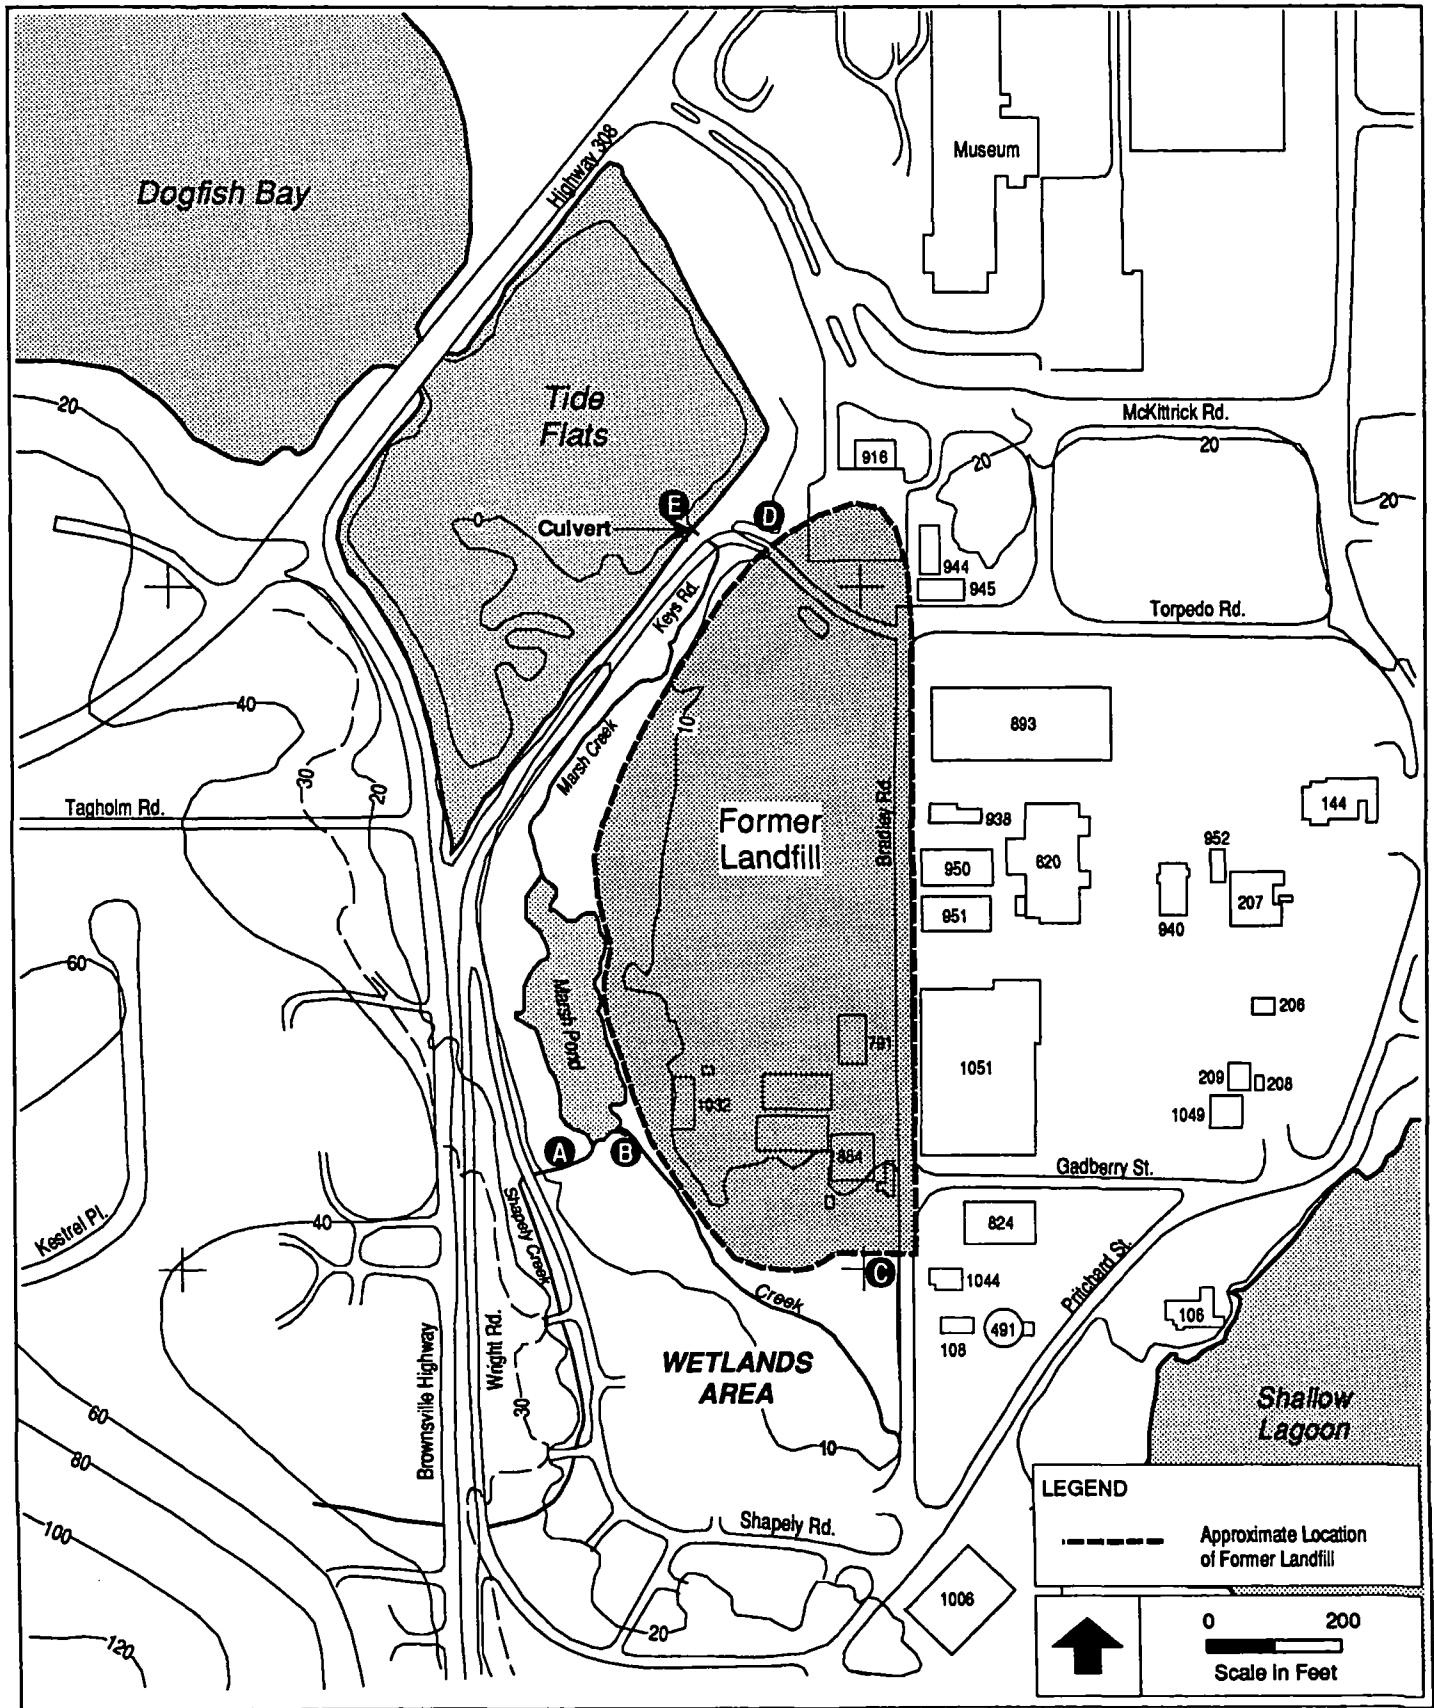 Highway 308
Museum
Dogfish Bay
Tide
Flats
20
McKittrick Rd.
20
916
20
20
E
D
Culvert
0
944
945
Keys Rd.
Torpedo Rd.
40
10
893
Marsh Creek
30
20
Tagholm Rd.
144
Former
Landfill
Bradley Rd.
938
950
620
952
951
940
207
60
Marsh Pond
206
791
1051
1032
209
208
1049
A
B
884
Gadberry St.
Kestrel Pl.
40
Shapely Creek
824
Pritchard St.
C
1044
Creek
106
108
491
Wright Rd.
Brownsville Highway
WETLANDS
AREA
30
Shallow
Lagoon
60
10
80
LEGEND
Approximate Location
of Former Landfill
100
Shapely Rd.
1006
20
120
0
200
Scale in Feet